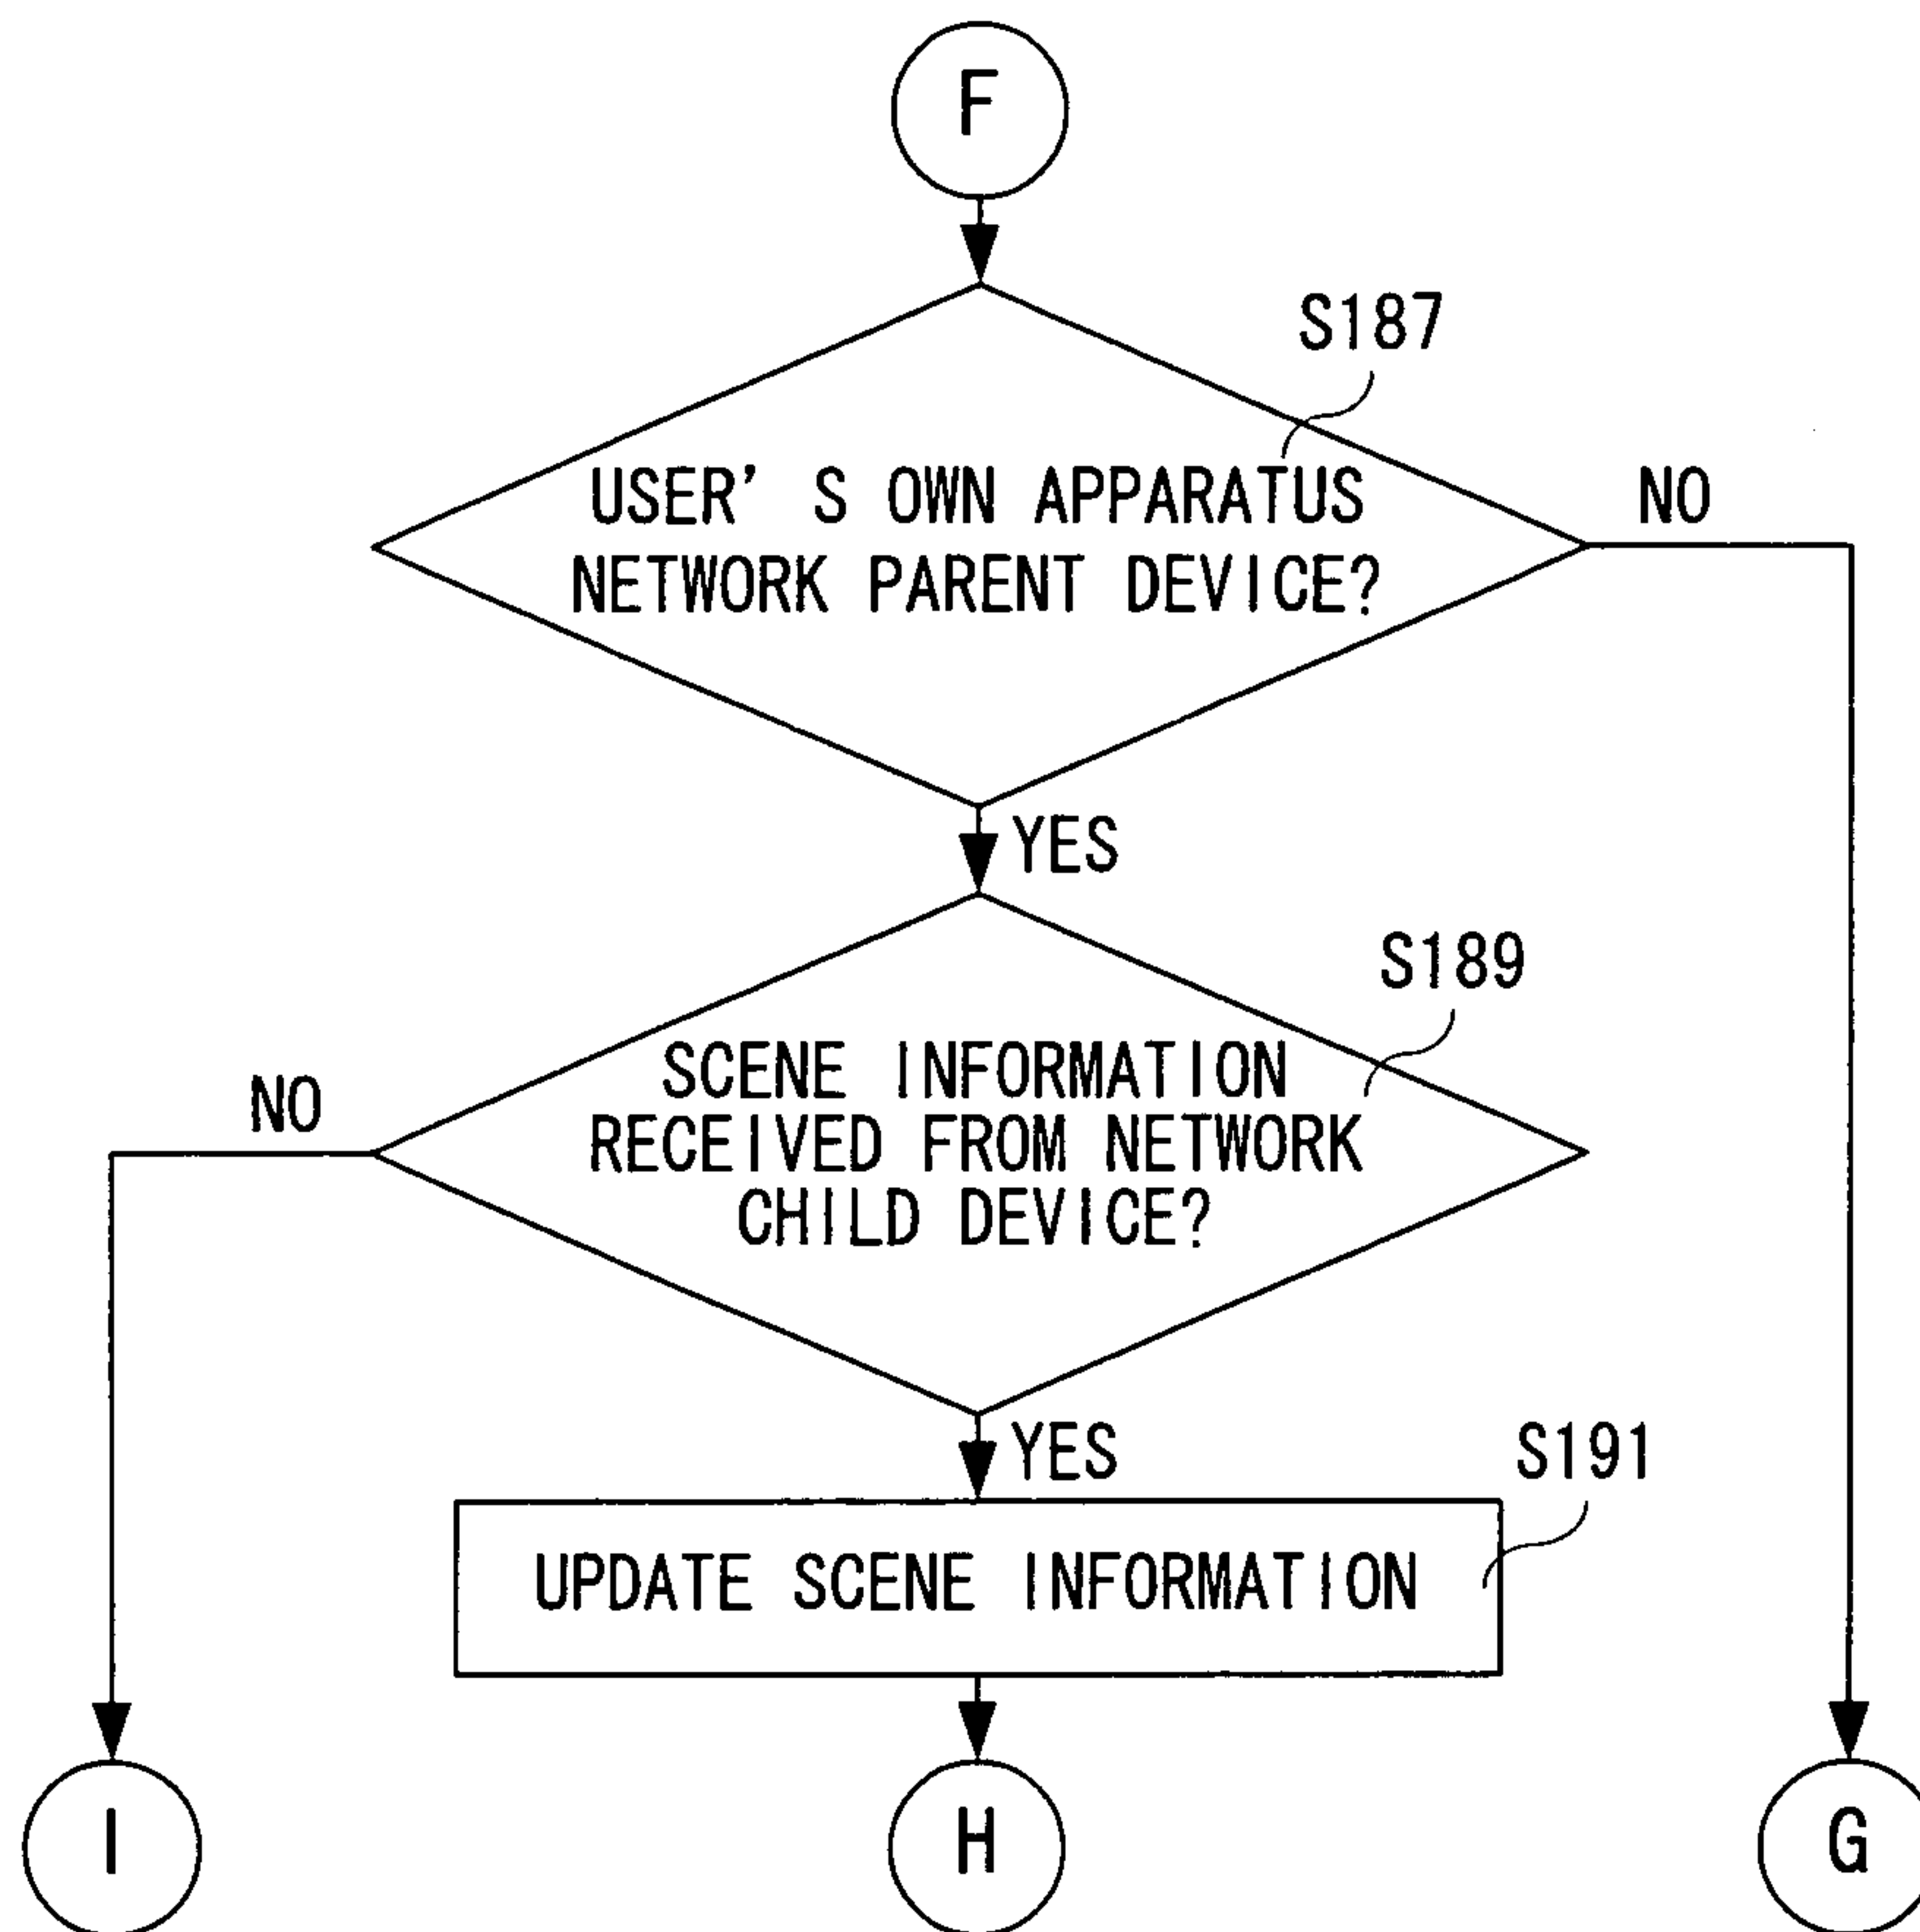 F
S187
USER' S OWN APPARATUS
NETWORK PARENT DEVICE?
NO
YES
S189
SCENE INFORMATION
RECEIVED FROM NETWORK
CHILD DEVICE?
NO
YES
S191
UPDATE SCENE INFORMATION
I
H
G